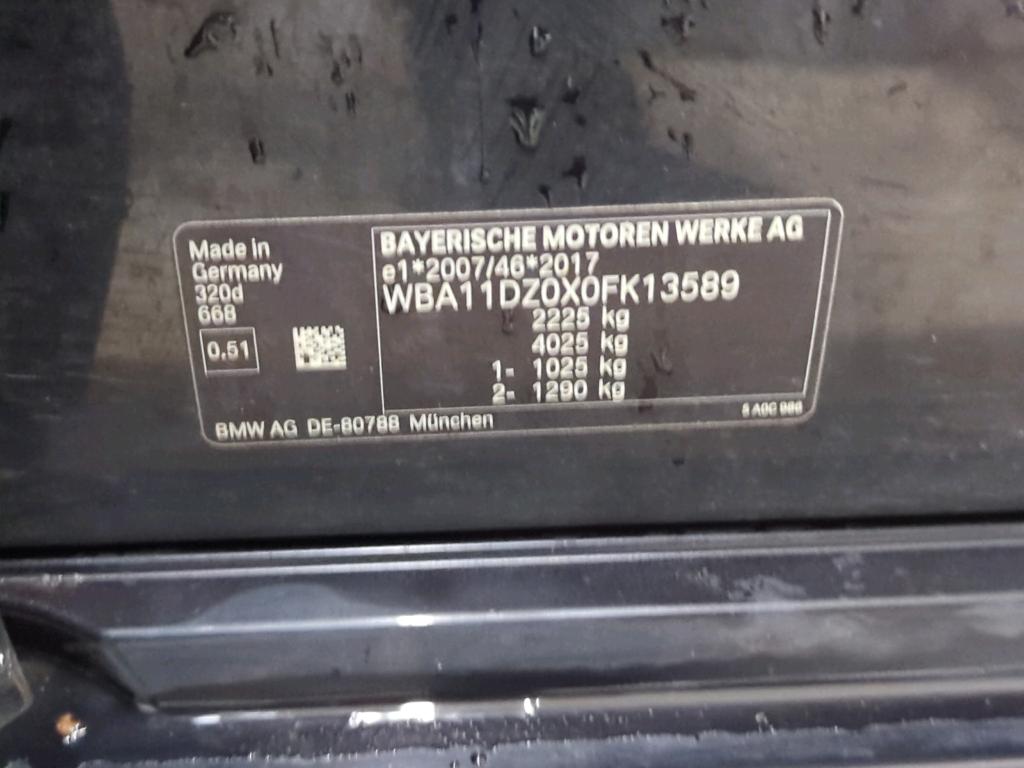 Made in
Germany
320d
668
0.51
BAYERISCHE MOTOREN WERKE AG
e1*2007/46*2017
WBA11DZ0X0FK13589
2225 kg
4025 kg
1- 1025 kg
2- 1290 kg
BMW AG DE-80788 München